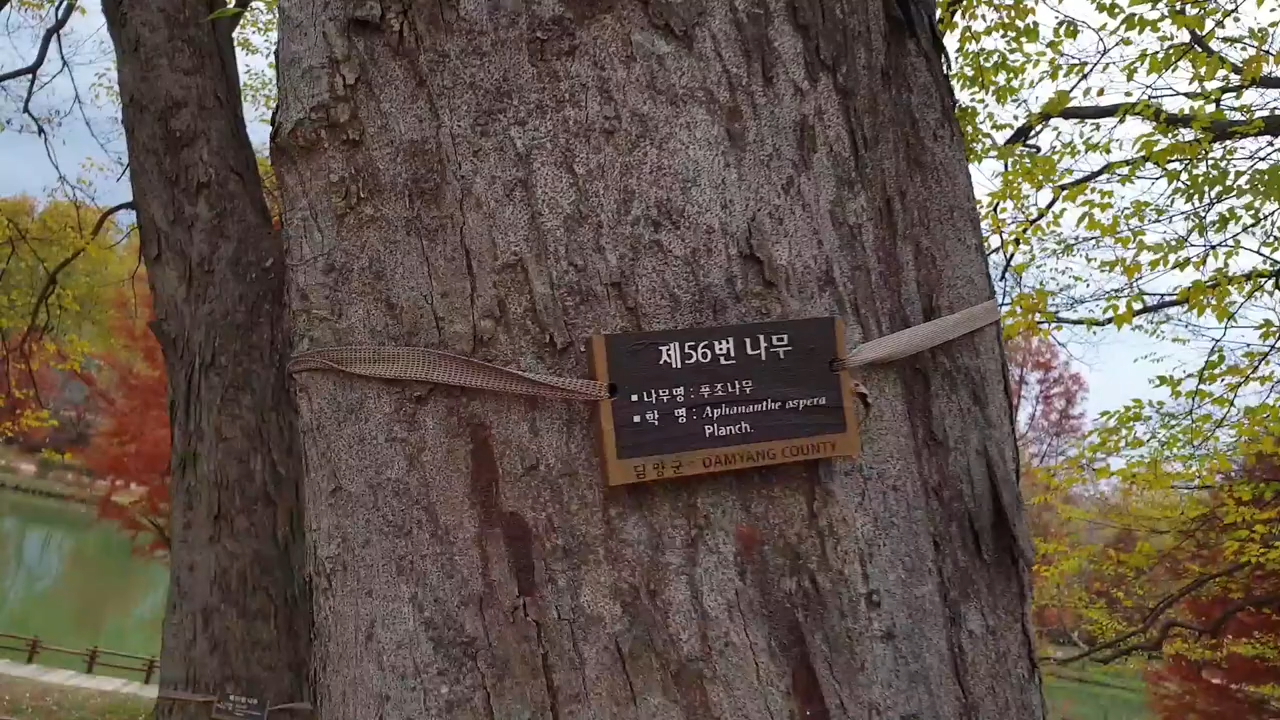 제56번 나무
▪나무명 : 푸조나무
▪학 명 : Aphananthe aspera
Planch.
담양군 - DAMYANG COUNTY